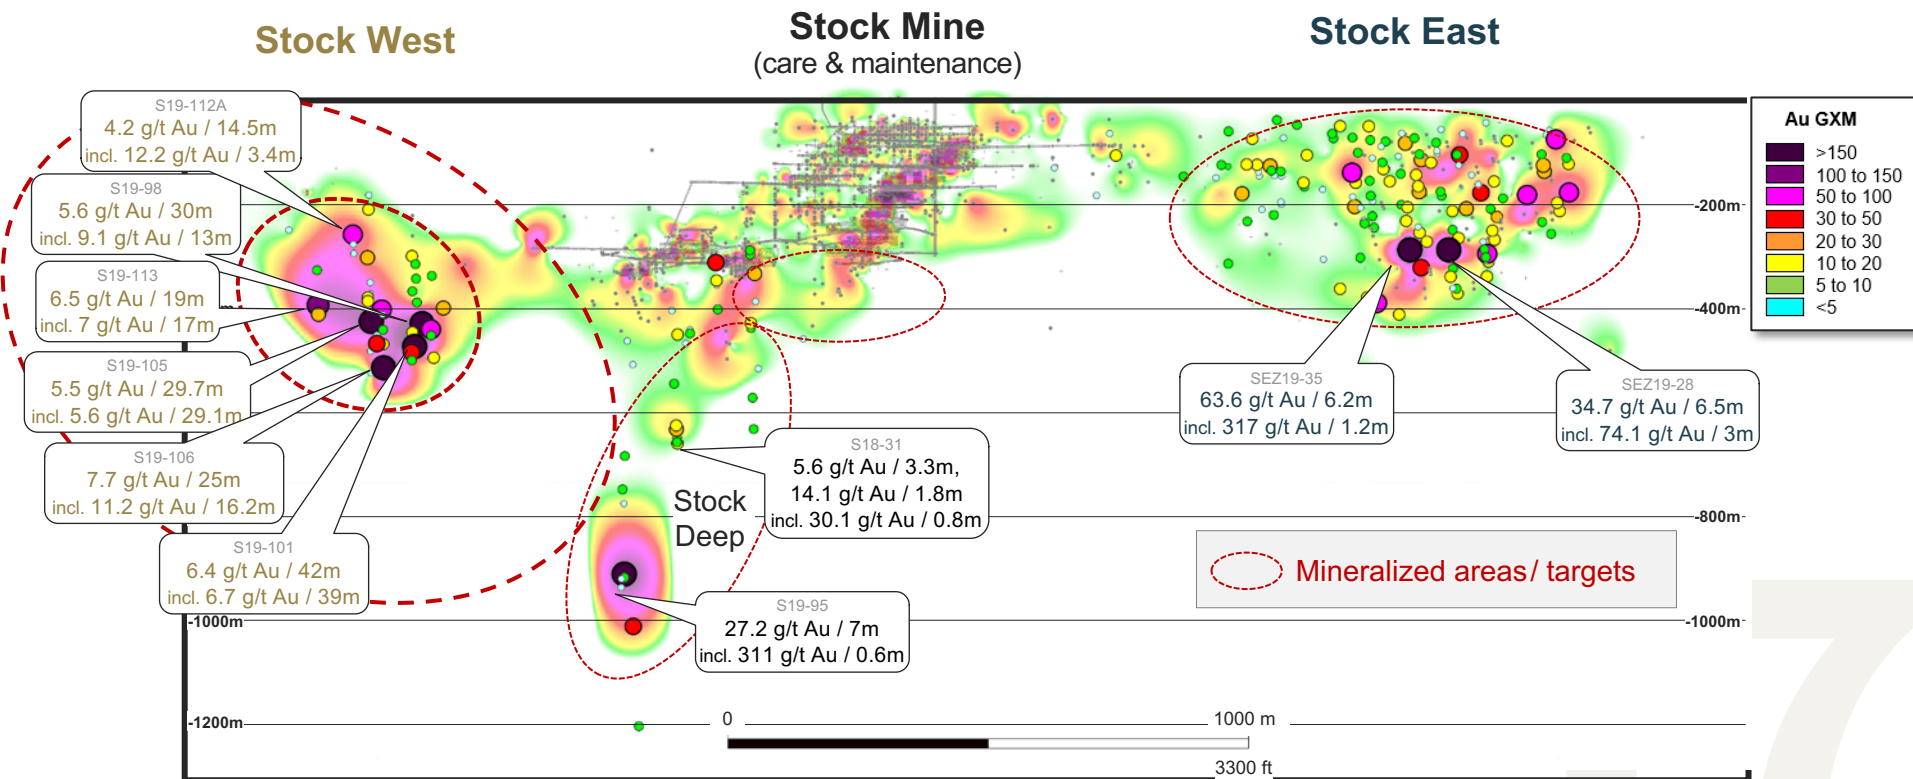 Stock West
Stock Mine
(care & maintenance)
Stock East
S19-112A
4.2 g/t Au / 14.5m
incl. 12.2 g/t Au / 3.4m
S19-98
5.6 g/t Au / 30m
incl. 9.1 g/t Au / 13m
S19-113
6.5 g/t Au / 19m
incl. 7 g/t Au / 17m
S19-105
5.5 g/t Au / 29.7m
incl. 5.6 g/t Au / 29.1m
S19-106
7.7 g/t Au / 25m
incl. 11.2 g/t Au / 16.2m
S19-101
6.4 g/t Au / 42m
incl. 6.7 g/t Au / 39m
S18-31
5.6 g/t Au / 3.3m,
14.1 g/t Au / 1.8m
incl. 30.1 g/t Au / 0.8m
Stock
Deep
S19-95
27.2 g/t Au / 7m
incl. 311 g/t Au / 0.6m
SEZ19-35
63.6 g/t Au / 6.2m
incl. 317 g/t Au / 1.2m
SEZ19-28
34.7 g/t Au / 6.5m
incl. 74.1 g/t Au / 3m
Au GXM
>150
100 to 150
50 to 100
30 to 50
20 to 30
10 to 20
5 to 10
<5
-200m
-400m
-800m
-1000m
-1000m
-1200m
m
Mineralized areas / targets
0
1000 m
3300 ft
7